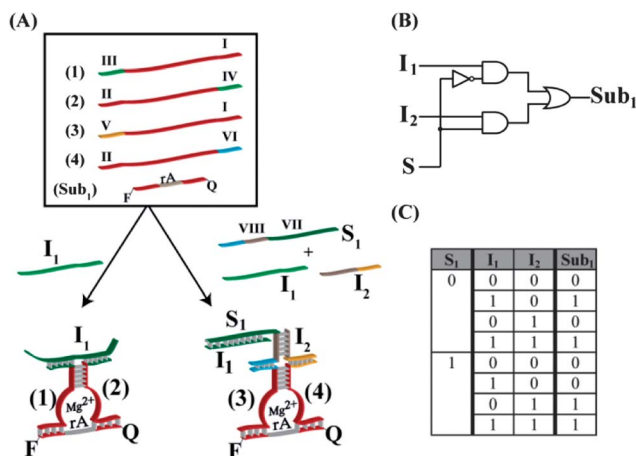 (A)
III I
(1)
IV
(2) II
I
V
(3)
VI
(4) II
(Sub₁) F rA Q
I₁
VIII VII S₁
+
I₁ I₂
I₁
(1) (2)
Mg²⁺
rA
F Q
S₁
I₁ I₂
(3) (4)
Mg²⁺
rA
F Q
(B)
I₁
Sub₁
I₂
S
(C)
S₁ I₁ I₂ Sub₁
0 0 0 0
1 0 1
0 1 0
1 1 1
1 0 0 0
1 0 0
0 1 1
1 1 1